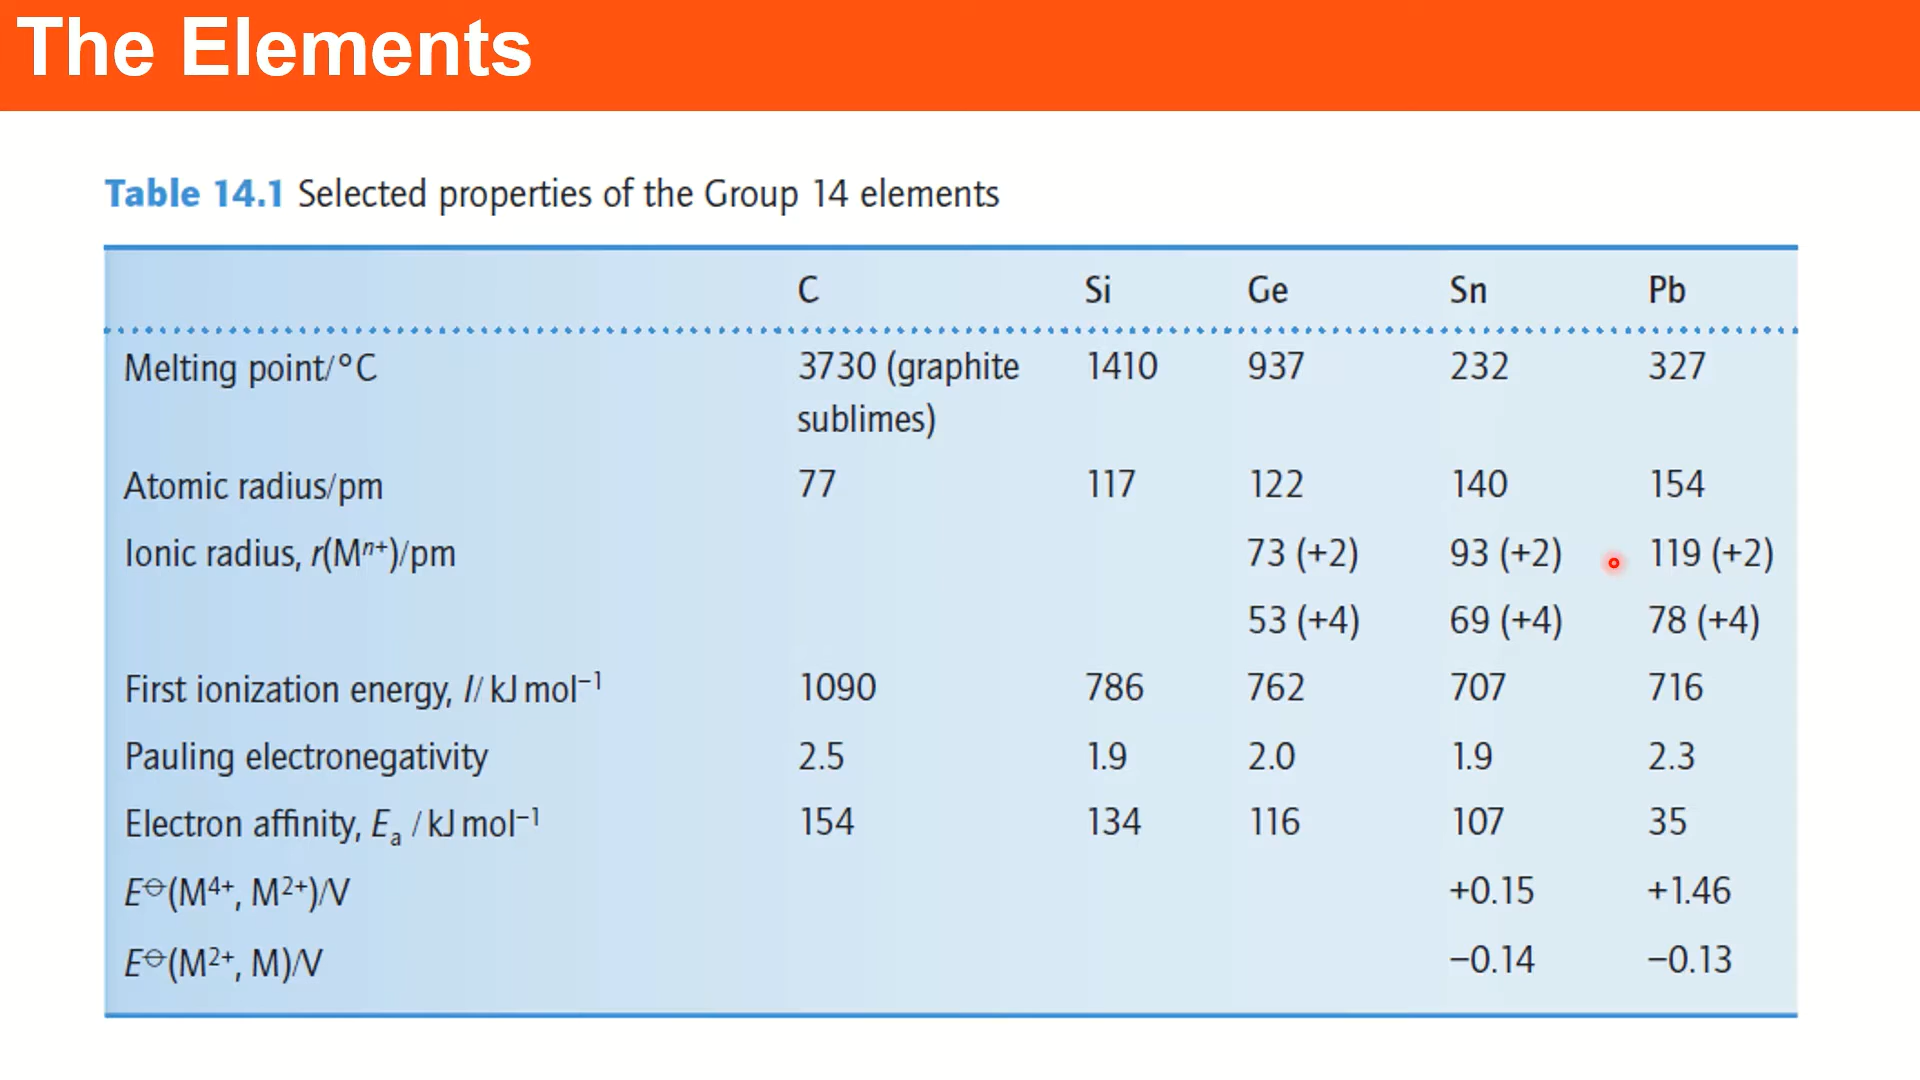 The Elements
Table 14.1 Selected properties of the Group 14 elements
C Si Ge Sn Pb
Melting point/°C 3730 (graphite 1410 937 232 327
sublimes)
Atomic radius/pm 77 117 122 140 154
Ionic radius, r(Mⁿ⁺)/pm 73 (+2) 93 (+2) 119 (+2)
53 (+4) 69 (+4) 78 (+4)
First ionization energy, I/ kJ mol⁻¹ 1090 786 762 707 716
Pauling electronegativity 2.5 1.9 2.0 1.9 2.3
Electron affinity, Eₐ / kJ mol⁻¹ 154 134 116 107 35
E⦵(M⁴⁺, M²⁺)/V +0.15 +1.46
E⦵(M²⁺, M)/V −0.14 −0.13